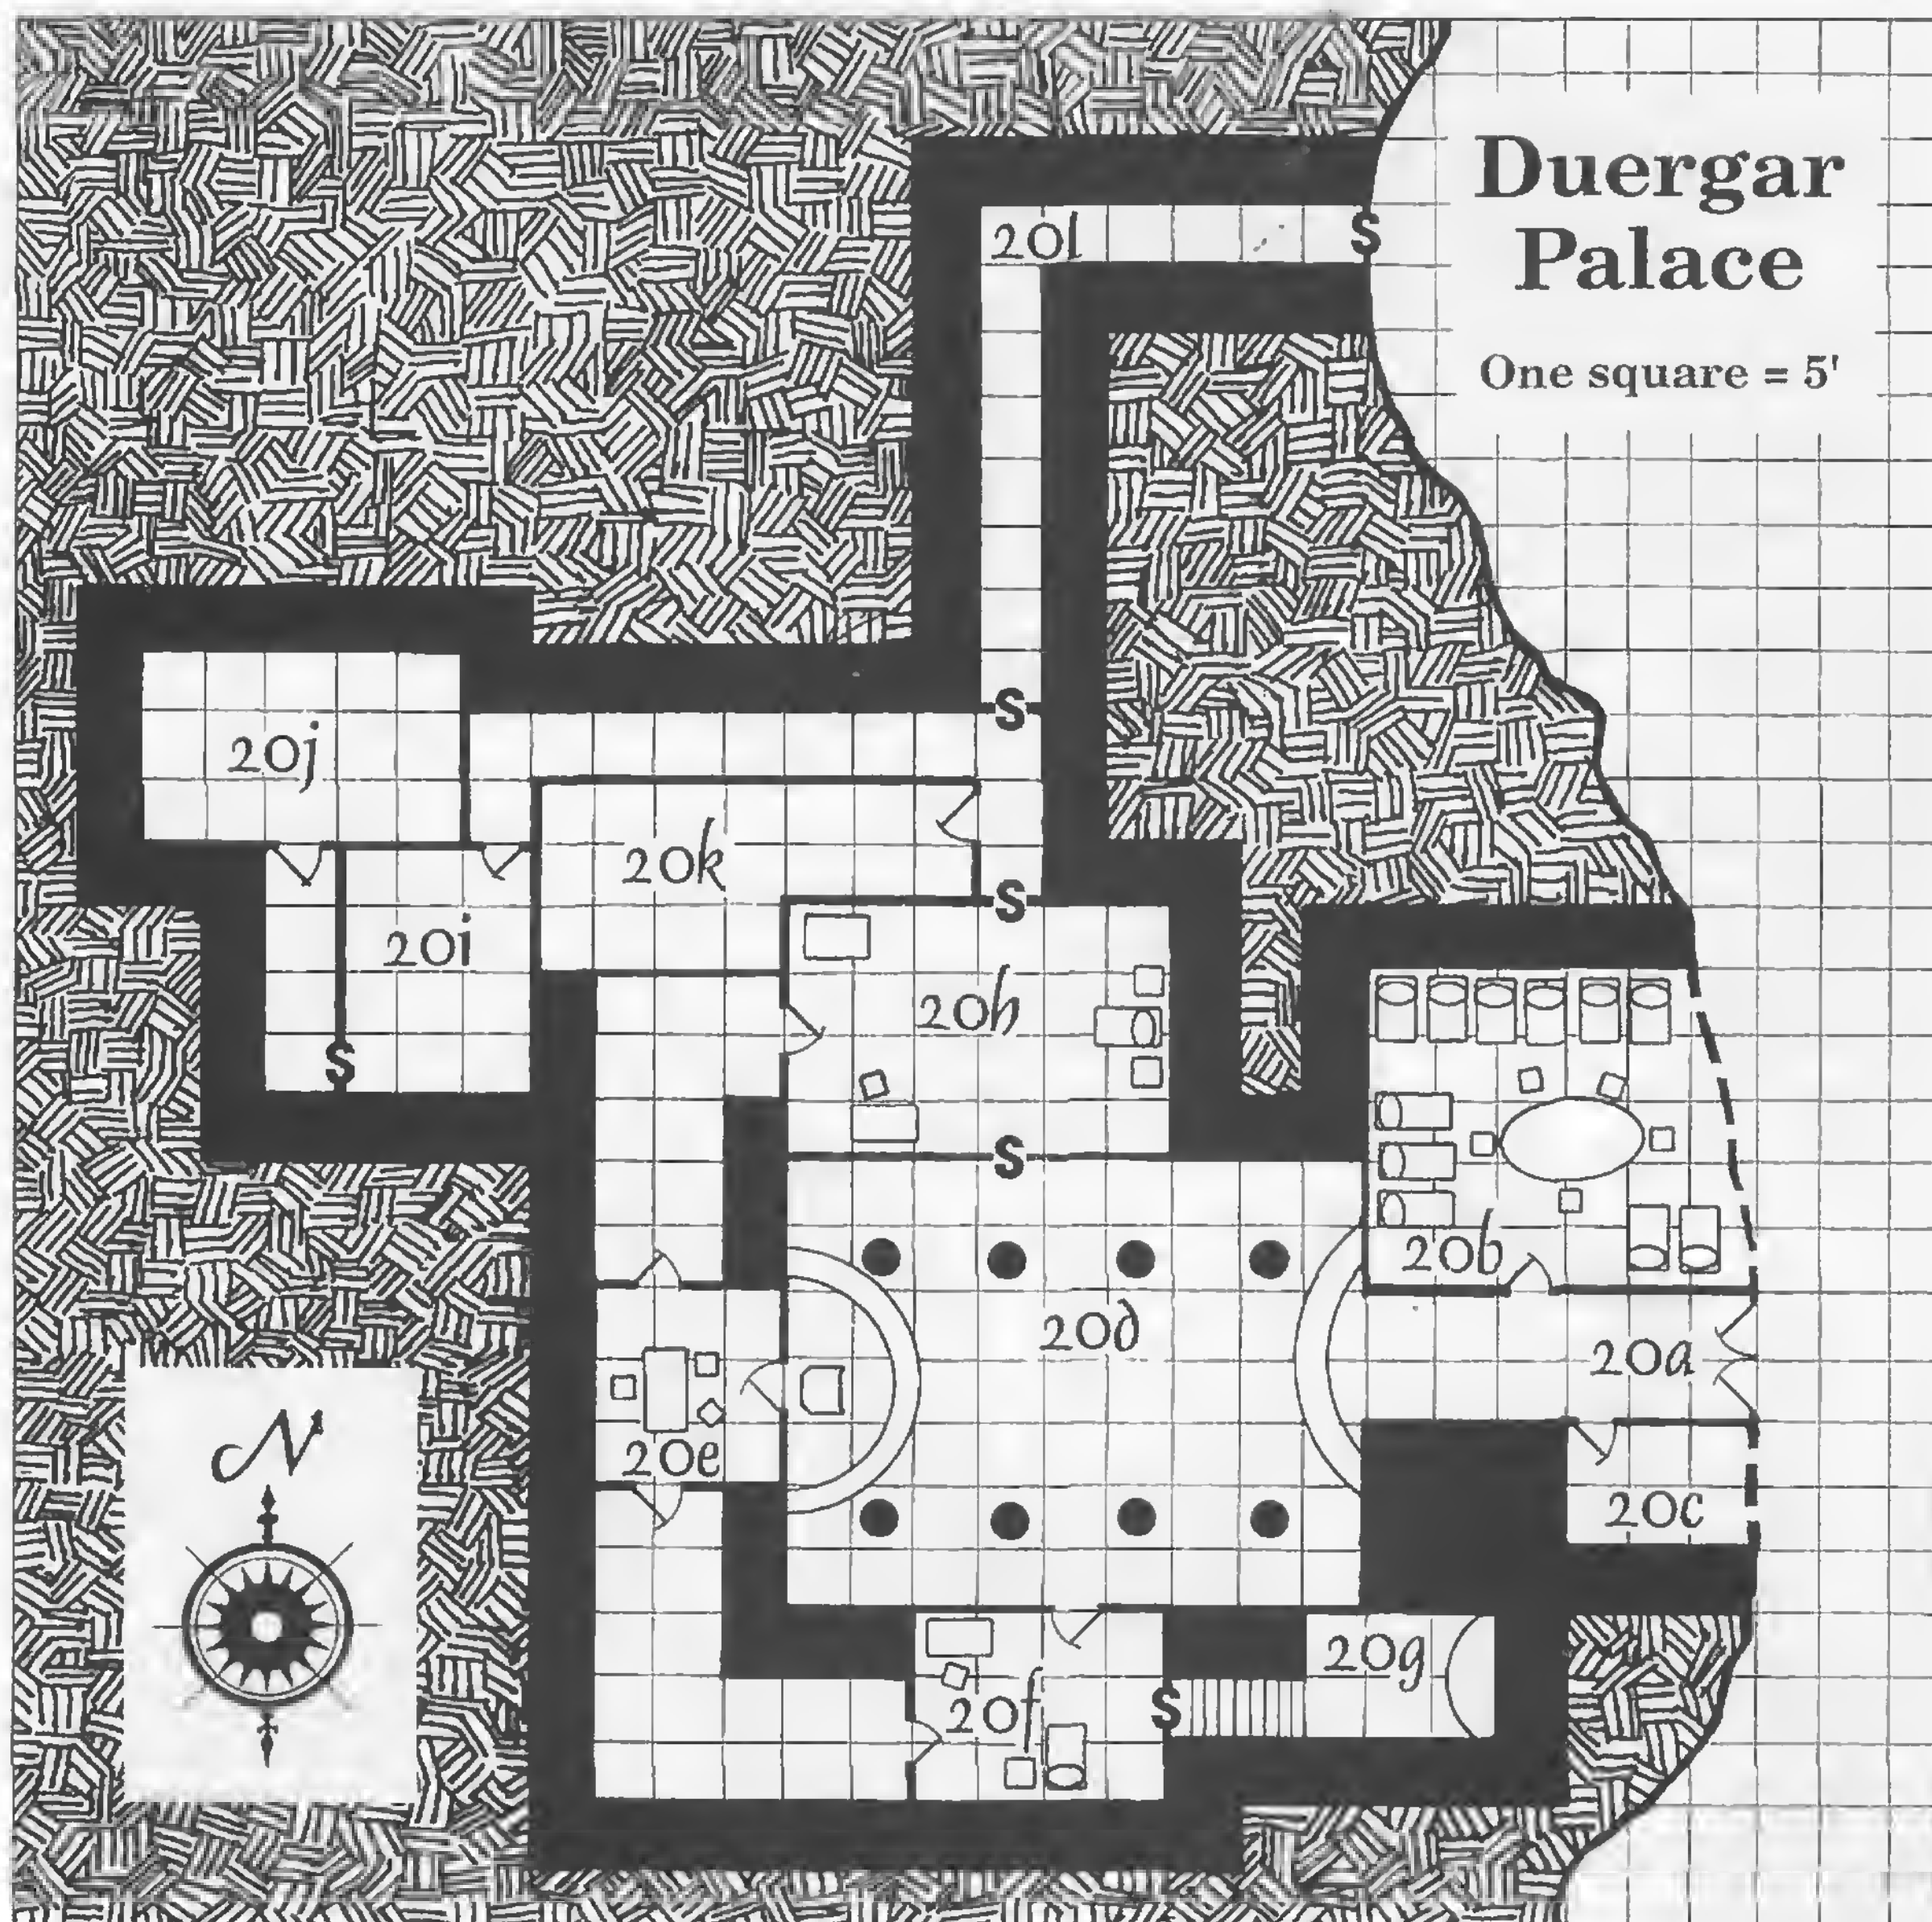 Duergar
Palace
One square = 5'
20l
S
S
20j
20k
S
20i
20h
S
S
20b
20d
20a
20e
20c
N
20g
20f
S